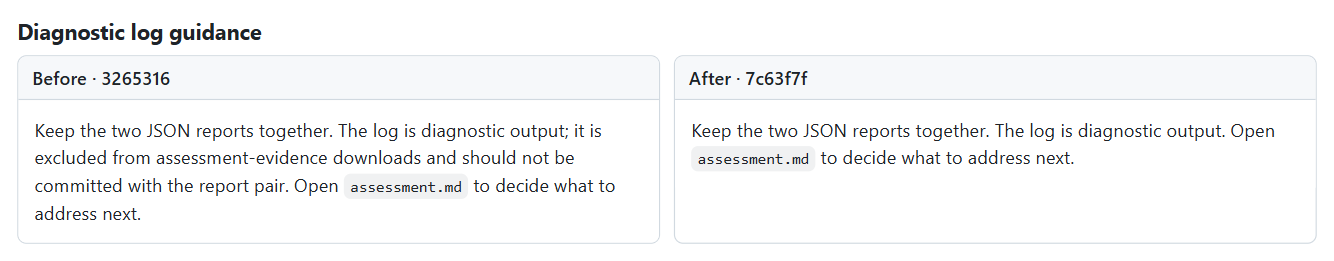 Diagnostic log guidance
Before · 3265316
Keep the two JSON reports together. The log is diagnostic output; it is
excluded from assessment-evidence downloads and should not be
committed with the report pair. Open assessment.md to decide what to
address next.
After · 7c63f7f
Keep the two JSON reports together. The log is diagnostic output. Open
assessment.md to decide what to address next.